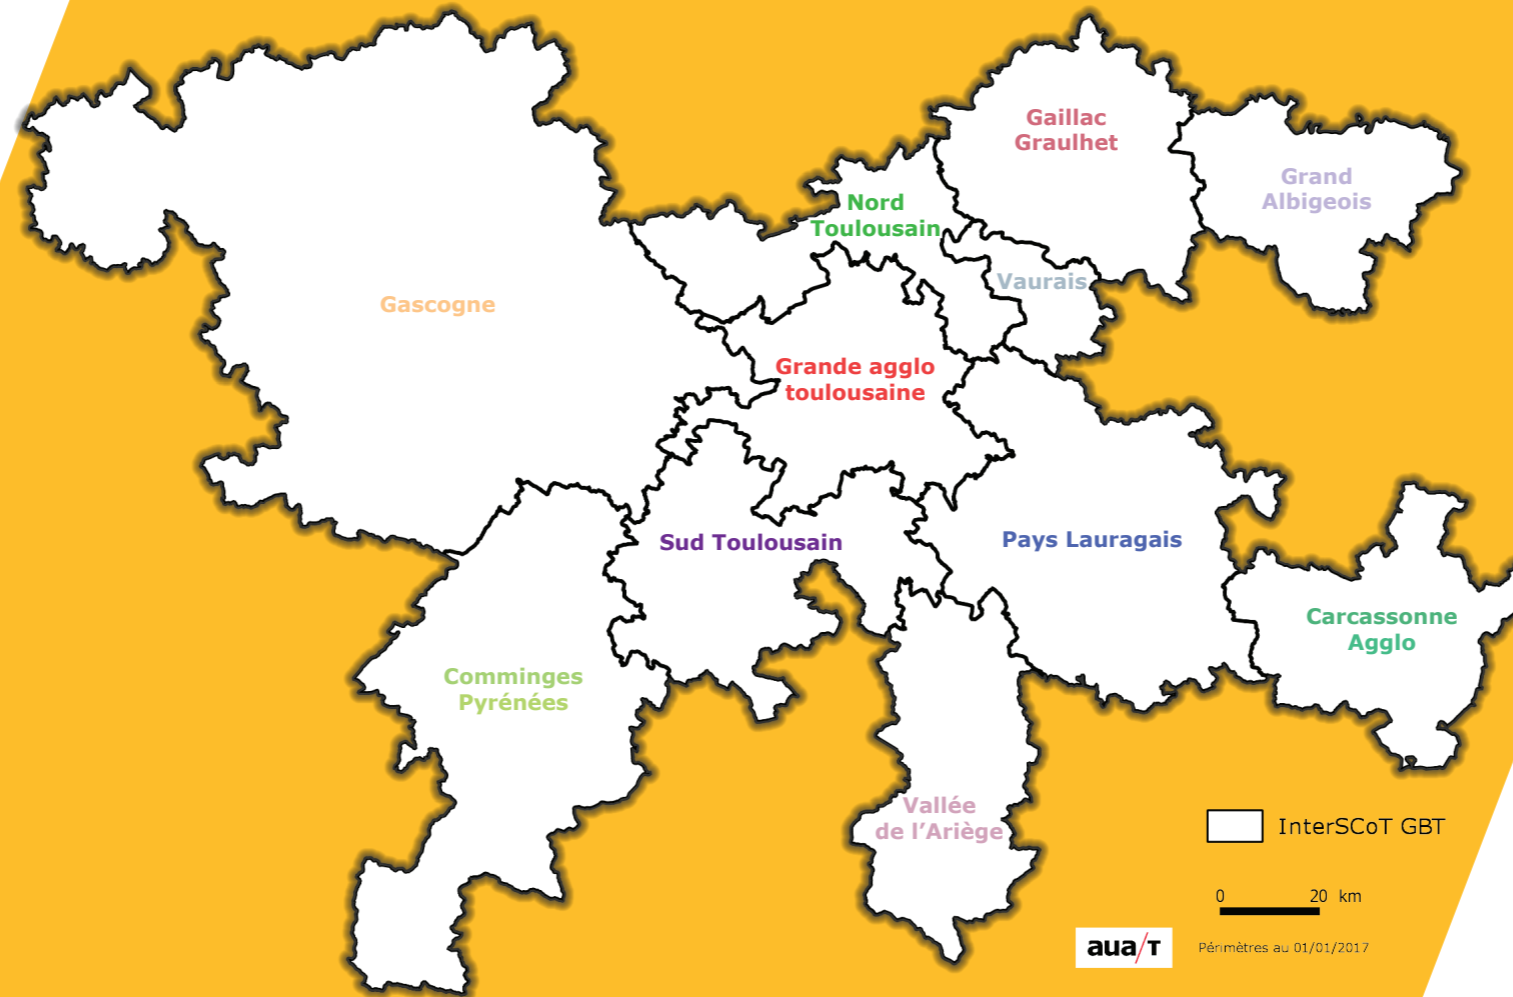 Gaillac
Graulhet
Grand
Albigeois
Nord
Toulousain
Vaurais
Gascogne
Grande agglo
toulousaine
Sud Toulousain
Pays Lauragais
Carcassonne
Agglo
Comminges
Pyrénées
Vallée
de l'Ariège
InterSCoT GBT
0 20 km
aua/T
Périmètres au 01/01/2017